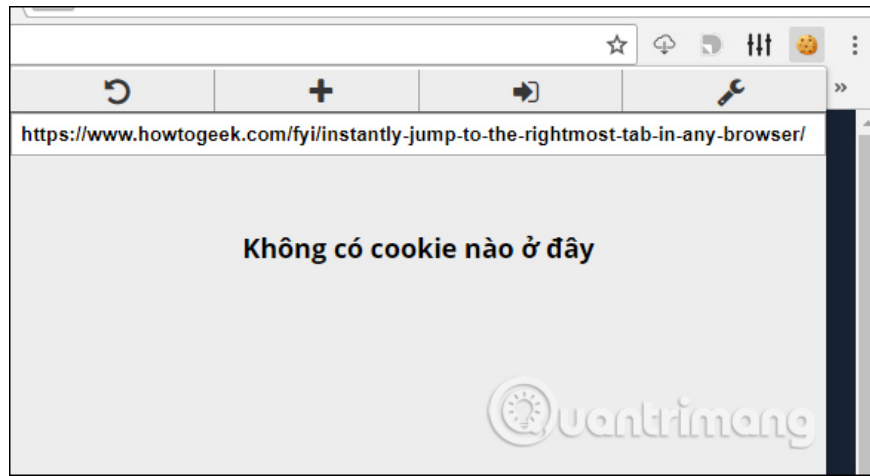 »
https://www.howtogeek.com/fyi/instantly-jump-to-the-rightmost-tab-in-any-browser/
Không có cookie nào ở đây
Quantrimang